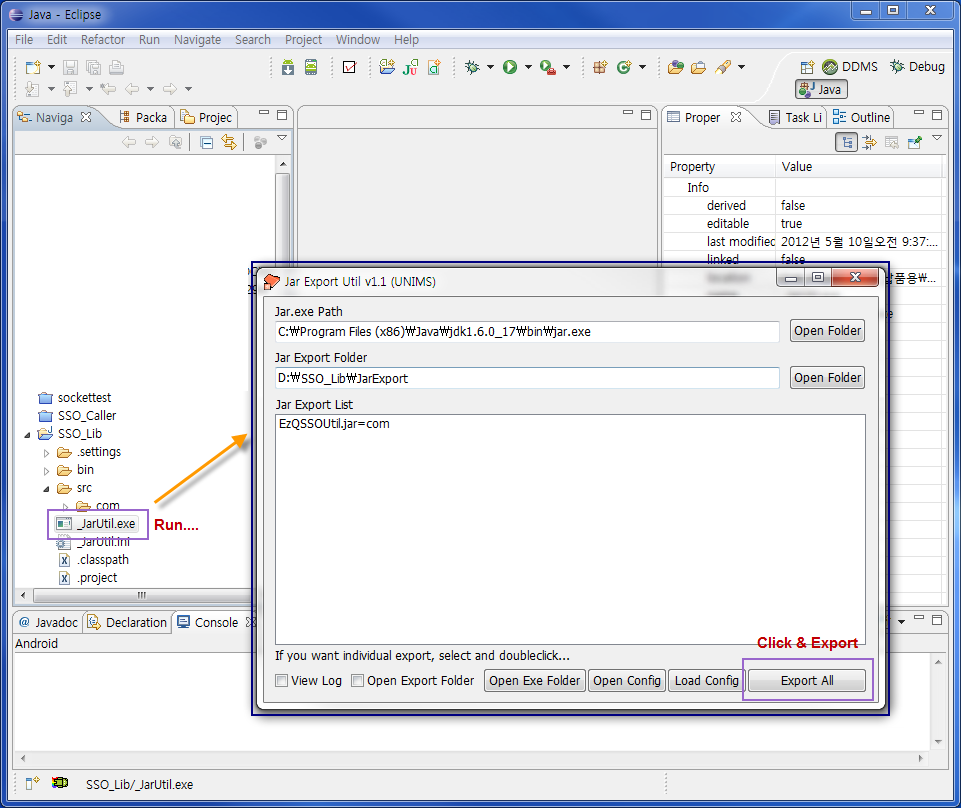 Java - Eclipse
File Edit Refactor Run Navigate Search Project Window Help
DDMS Debug
Java
Naviga Packa Projec
Proper Task Li Outline
Property Value
Info
derived false
editable true
last modified 2012년 5월 10일오전 9:37:...
linked false
Jar Export Util v1.1 (UNIMS)
Jar.exe Path
C:₩Program Files (x86)₩Java₩jdk1.6.0_17₩bin₩jar.exe
Open Folder
Jar Export Folder
D:₩SSO_Lib₩JarExport
Open Folder
Jar Export List
EzQSSOUtil.jar=com
sockettest
SSO_Caller
SSO_Lib
.settings
bin
src
com
_JarUtil.exe
Run....
_JarUtil.ini
.classpath
.project
Click & Export
If you want individual export, select and doubleclick...
View Log Open Export Folder Open Exe Folder Open Config Load Config Export All
Javadoc Declaration Console
Android
SSO_Lib/_JarUtil.exe